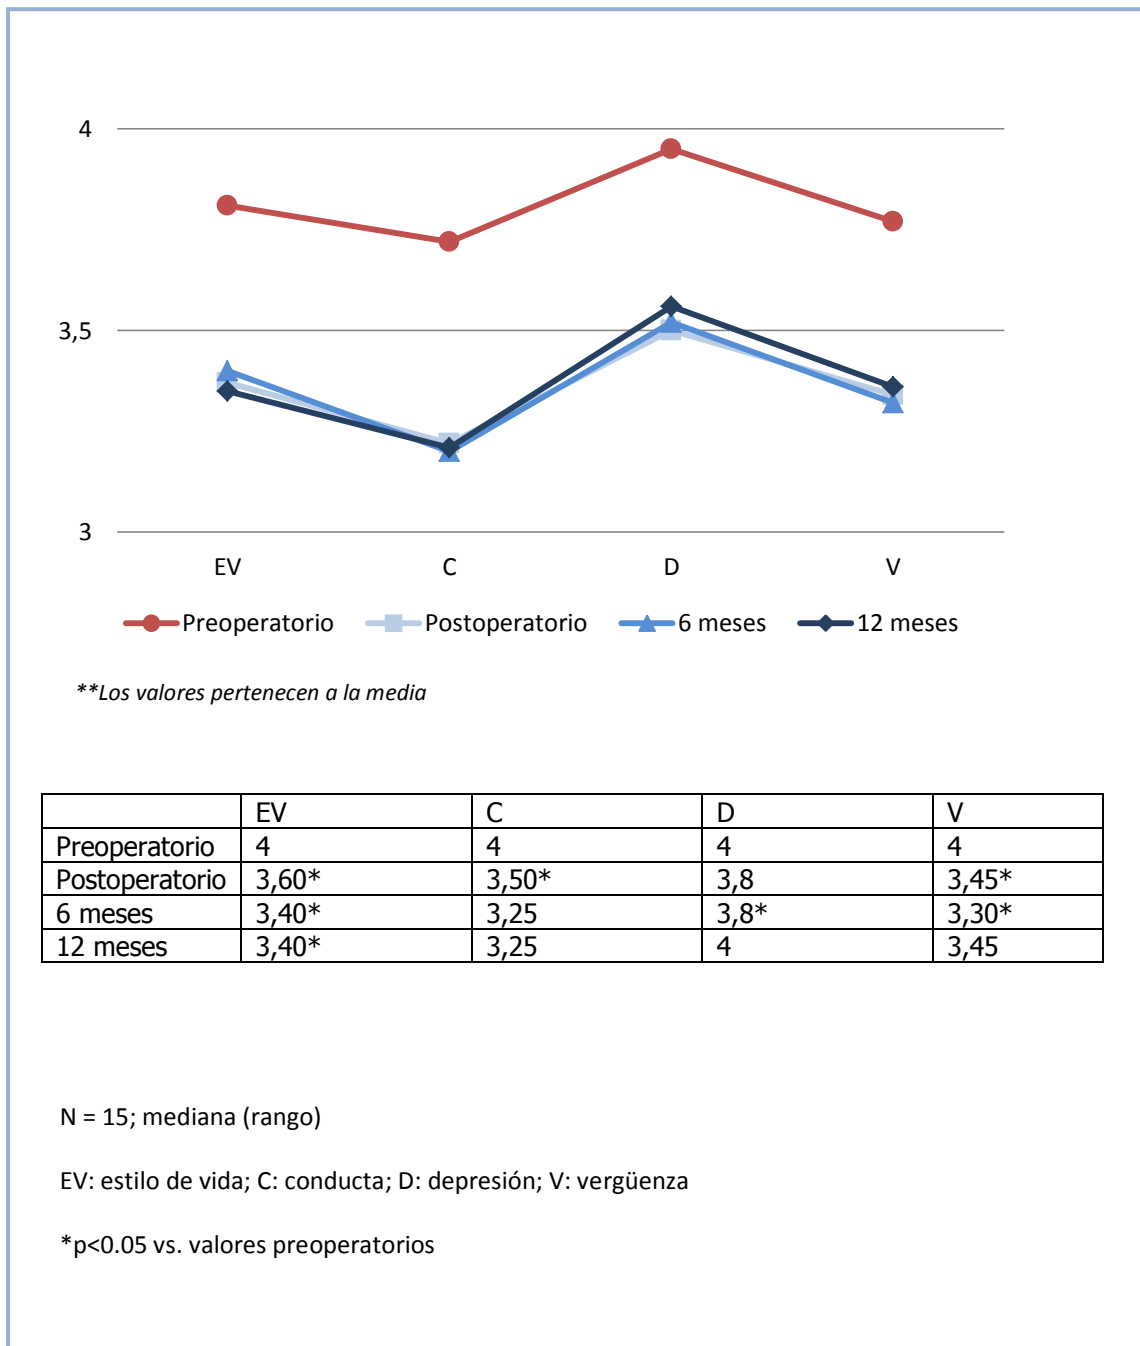 4
3,5
3
EV C D V
Preoperatorio Postoperatorio 6 meses 12 meses
**Los valores pertenecen a la media
EV C D V
Preoperatorio 4 4 4 4
Postoperatorio 3,60* 3,50* 3,8 3,45*
6 meses 3,40* 3,25 3,8* 3,30*
12 meses 3,40* 3,25 4 3,45
N = 15; mediana (rango)
EV: estilo de vida; C: conducta; D: depresión; V: vergüenza
*p<0.05 vs. valores preoperatorios